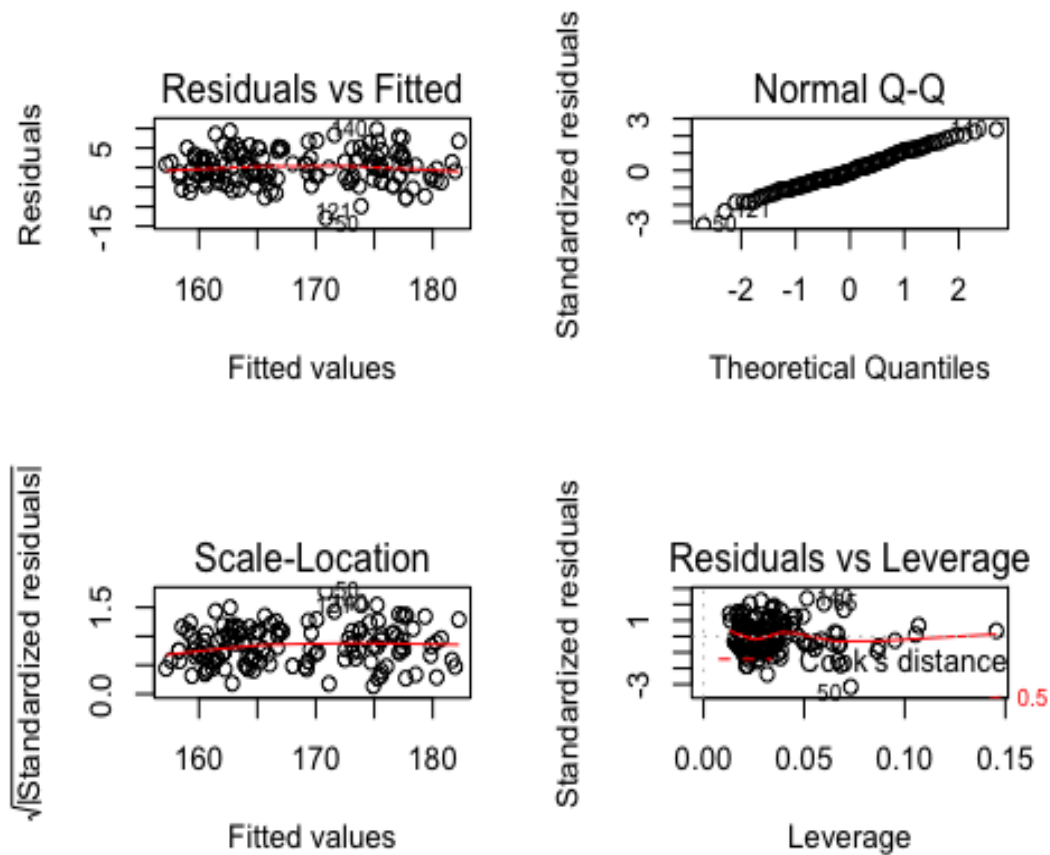 Residuals vs Fitted
Residuals
5
-15
140
121
50
160 170 180
Fitted values
Normal Q-Q
Standardized residuals
3
0
-3
50
121
-2 -1 0 1 2
Theoretical Quantiles
Scale-Location
√|Standardized residuals|
1.5
0.0
50
160 170 180
Fitted values
Residuals vs Leverage
Standardized residuals
1
-3
Cook's distance
50
0.5
0.00 0.05 0.10 0.15
Leverage